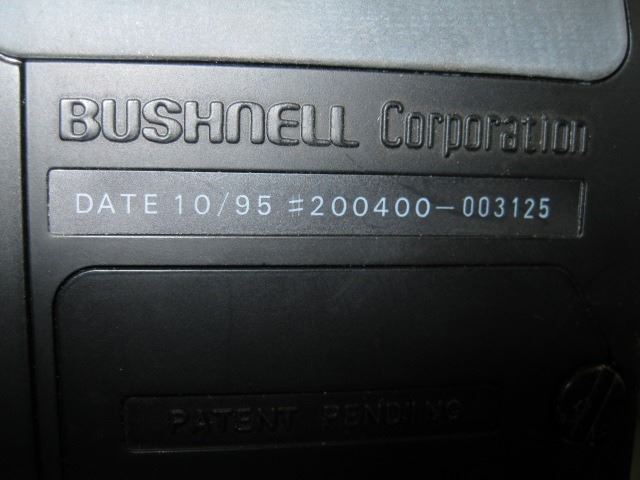 BUSHNELL Corporation
DATE 10/95 #200400-003125
PATENT PENDING